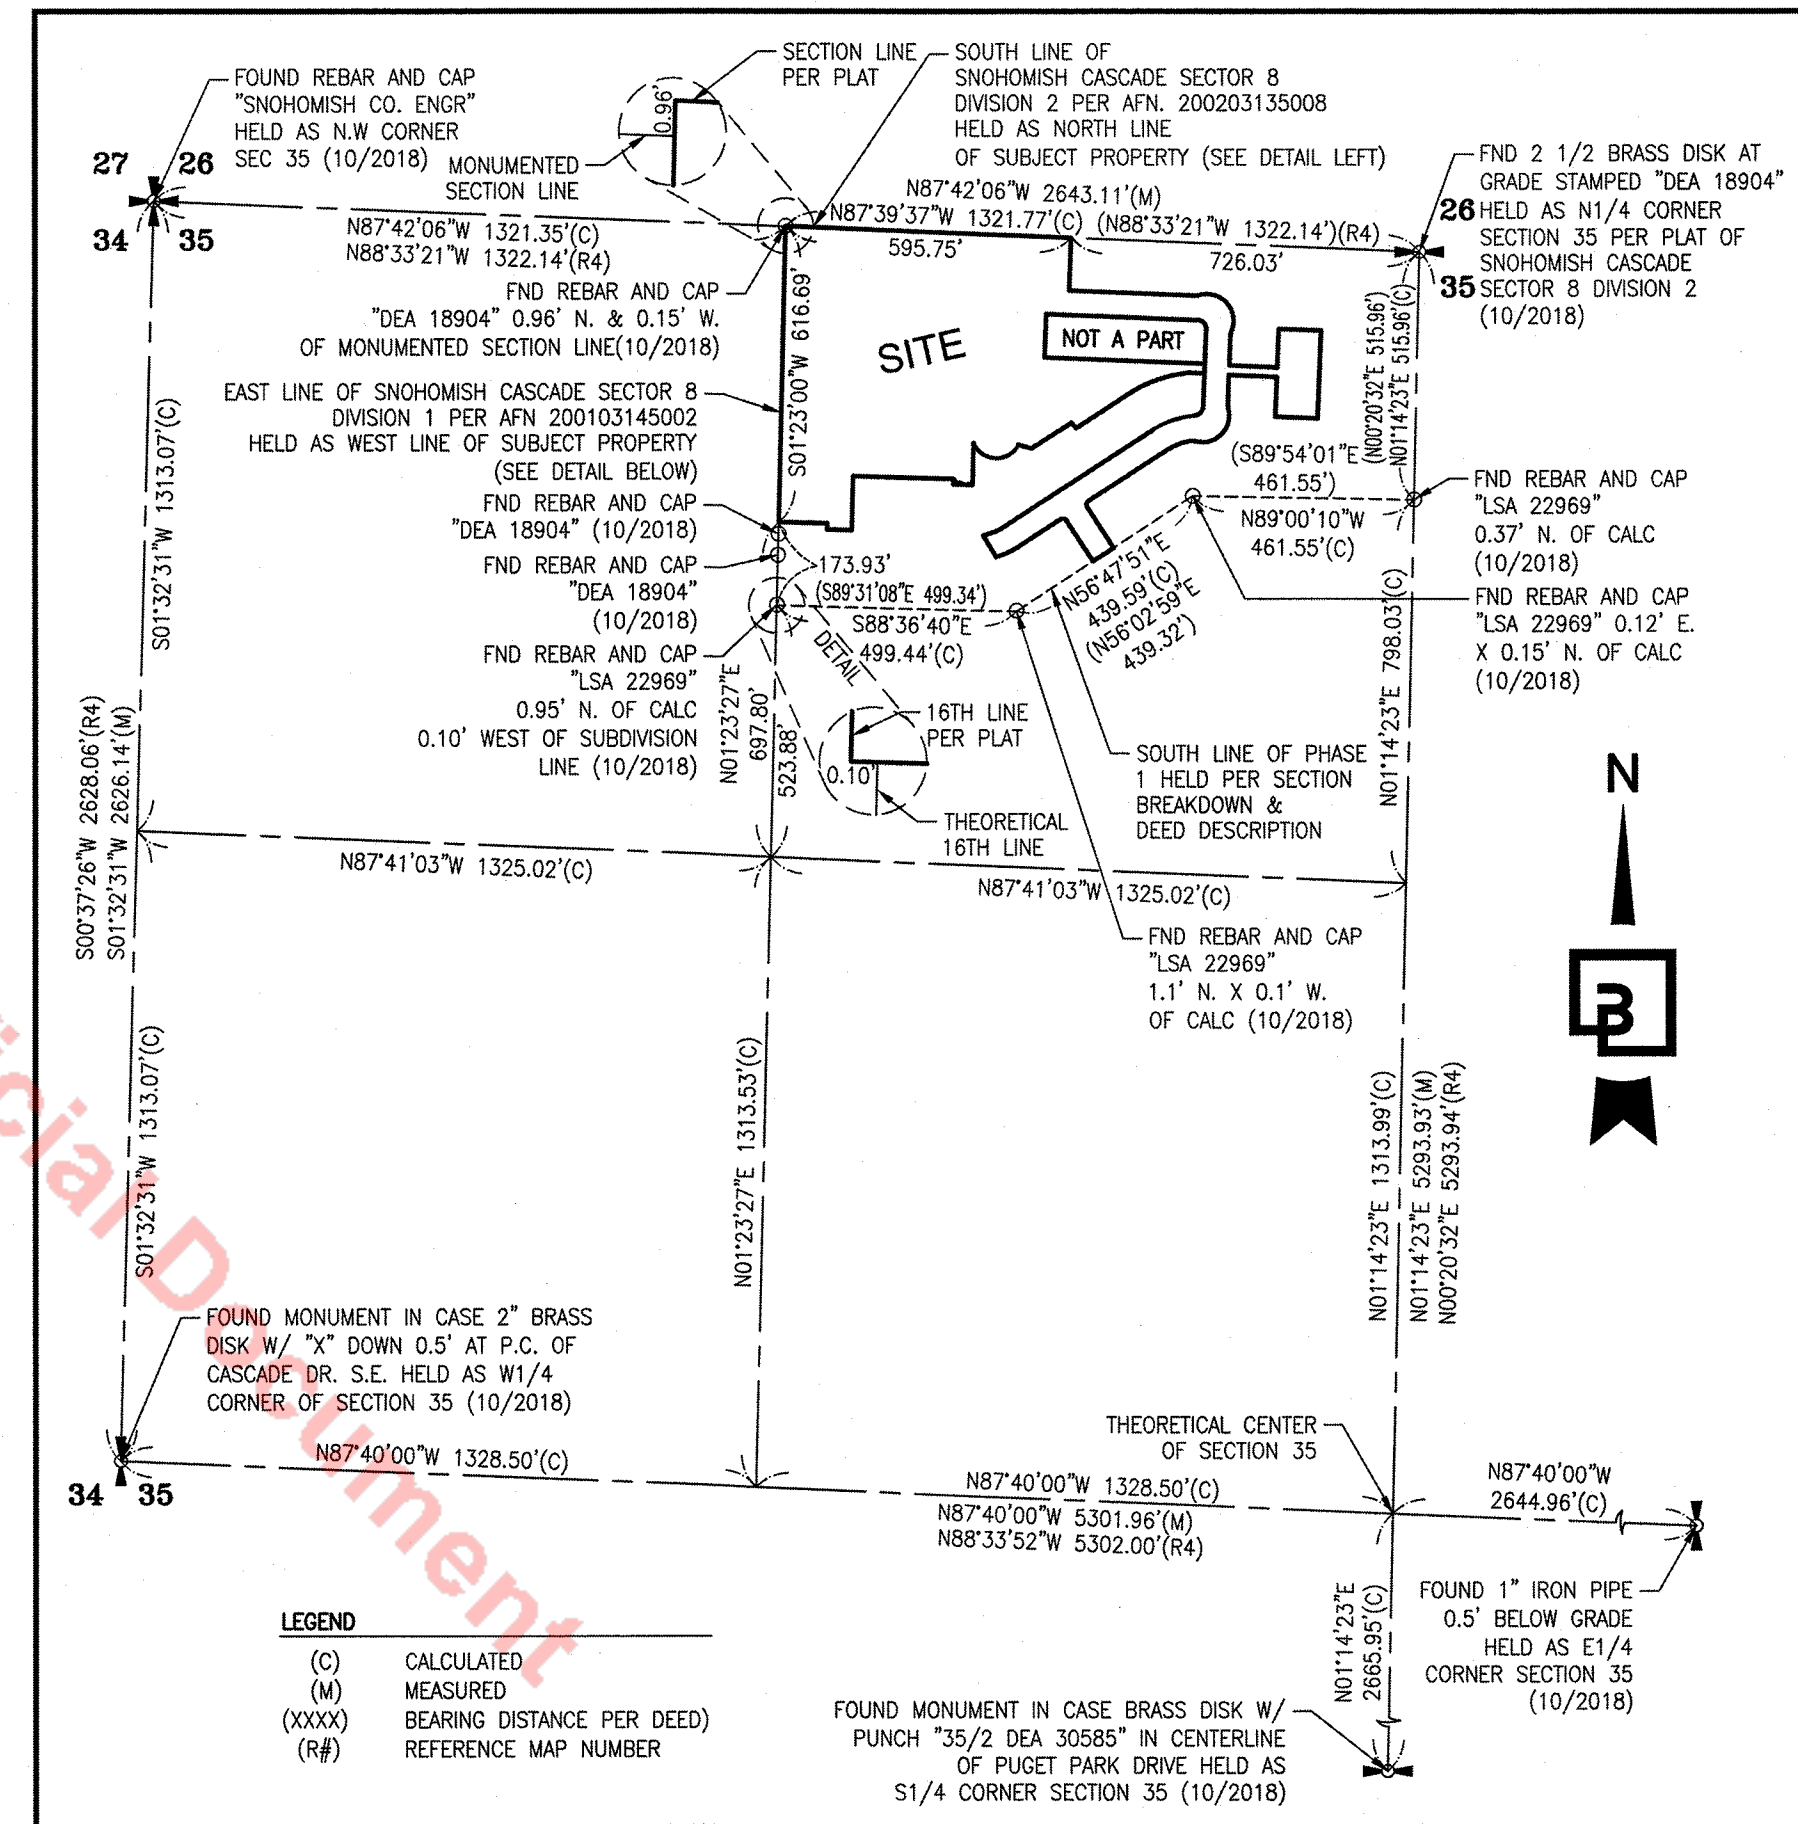 FOUND REBAR AND CAP
"SNOHOMISH CO. ENGR"
HELD AS N.W CORNER
SEC 35 (10/2018)
27 26
34 35
MONUMENTED
SECTION LINE
0.96'
SECTION LINE
PER PLAT
SOUTH LINE OF
SNOHOMISH CASCADE SECTOR 8
DIVISION 2 PER AFN. 200203135008
HELD AS NORTH LINE
OF SUBJECT PROPERTY (SEE DETAIL LEFT)
FND 2 1/2 BRASS DISK AT
GRADE STAMPED "DEA 18904"
HELD AS N1/4 CORNER
SECTION 35 PER PLAT OF
SNOHOMISH CASCADE
SECTOR 8 DIVISION 2
(10/2018)
26
35
N87°42'06"W 2643.11'(M)
N87°39'37"W 1321.77'(C)
(N88°33'21"W 1322.14')(R4)
595.75'
726.03'
N87°42'06"W 1321.35'(C)
N88°33'21"W 1322.14'(R4)
FND REBAR AND CAP
"DEA 18904" 0.96' N. & 0.15' W.
OF MONUMENTED SECTION LINE(10/2018)
S01°23'00"W 616.69'
SITE
NOT A PART
(N00°20'32"E 515.96')
N01°14'23"E 515.96'(C)
EAST LINE OF SNOHOMISH CASCADE SECTOR 8
DIVISION 1 PER AFN 200103145002
HELD AS WEST LINE OF SUBJECT PROPERTY
(SEE DETAIL BELOW)
FND REBAR AND CAP
"DEA 18904" (10/2018)
FND REBAR AND CAP
"DEA 18904"
(10/2018)
FND REBAR AND CAP
"LSA 22969"
0.95' N. OF CALC
0.10' WEST OF SUBDIVISION
LINE (10/2018)
S01°32'31"W 1313.07'(C)
(S89°54'01"E
461.55')
N89°00'10"W
461.55'(C)
FND REBAR AND CAP
"LSA 22969"
0.37' N. OF CALC
(10/2018)
FND REBAR AND CAP
"LSA 22969" 0.12' E.
X 0.15' N. OF CALC
(10/2018)
173.93'
(S89°31'08"E 499.34')
S88°36'40"E
499.44'(C)
N56°47'51"E
439.59'(C)
(N56°02'59"E
439.32')
DETAIL
N01°23'27"E
697.80'
523.88'
0.10'
16TH LINE
PER PLAT
THEORETICAL
16TH LINE
SOUTH LINE OF PHASE
1 HELD PER SECTION
BREAKDOWN &
DEED DESCRIPTION
N01°14'23"E 798.03'(C)
N
S00°37'26"W 2628.06'(R4)
S01°32'31"W 2626.14'(M)
N87°41'03"W 1325.02'(C)
N87°41'03"W 1325.02'(C)
FND REBAR AND CAP
"LSA 22969"
1.1' N. X 0.1' W.
OF CALC (10/2018)
B
S01°32'31"W 1313.07'(C)
N01°23'27"E 1313.53'(C)
N01°14'23"E 1313.99'(C)
N01°14'23"E 5293.93'(M)
N00°20'32"E 5293.94'(R4)
FOUND MONUMENT IN CASE 2" BRASS
DISK W/ "X" DOWN 0.5' AT P.C. OF
CASCADE DR. S.E. HELD AS W1/4
CORNER OF SECTION 35 (10/2018)
34 35
N87°40'00"W 1328.50'(C)
THEORETICAL CENTER
OF SECTION 35
N87°40'00"W 1328.50'(C)
N87°40'00"W 5301.96'(M)
N88°33'52"W 5302.00'(R4)
N87°40'00"W
2644.96'(C)
FOUND 1" IRON PIPE
0.5' BELOW GRADE
HELD AS E1/4
CORNER SECTION 35
(10/2018)
N01°14'23"E
2665.95'(C)
FOUND MONUMENT IN CASE BRASS DISK W/
PUNCH "35/2 DEA 30585" IN CENTERLINE
OF PUGET PARK DRIVE HELD AS
S1/4 CORNER SECTION 35 (10/2018)
LEGEND
(C) CALCULATED
(M) MEASURED
(XXXX) BEARING DISTANCE PER DEED)
(R#) REFERENCE MAP NUMBER
icial Document